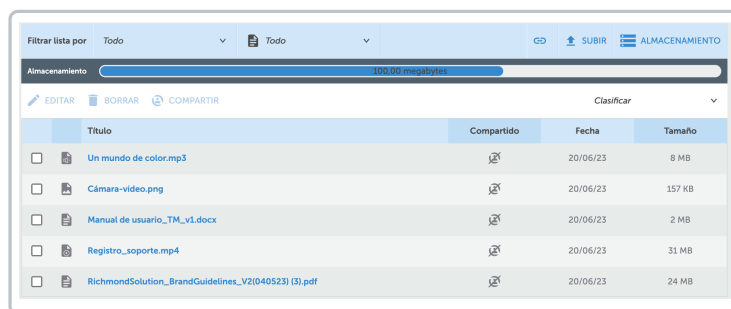 Filtrar lista por Todo Todo SUBIR ALMACENAMIENTO
Almacenamiento 100.00 megabytes
EDITAR BORRAR COMPARTIR Clasificar
Título Compartido Fecha Tamaño
Un mundo de color.mp3 20/06/23 8 MB
Cámara-video.png 20/06/23 157 KB
Manual de usuario_TM_v1.docx 20/06/23 2 MB
Registro_soporte.mp4 20/06/23 31 MB
RichmondSolution_BrandGuidelines_V2(040523) (3).pdf 20/06/23 24 MB